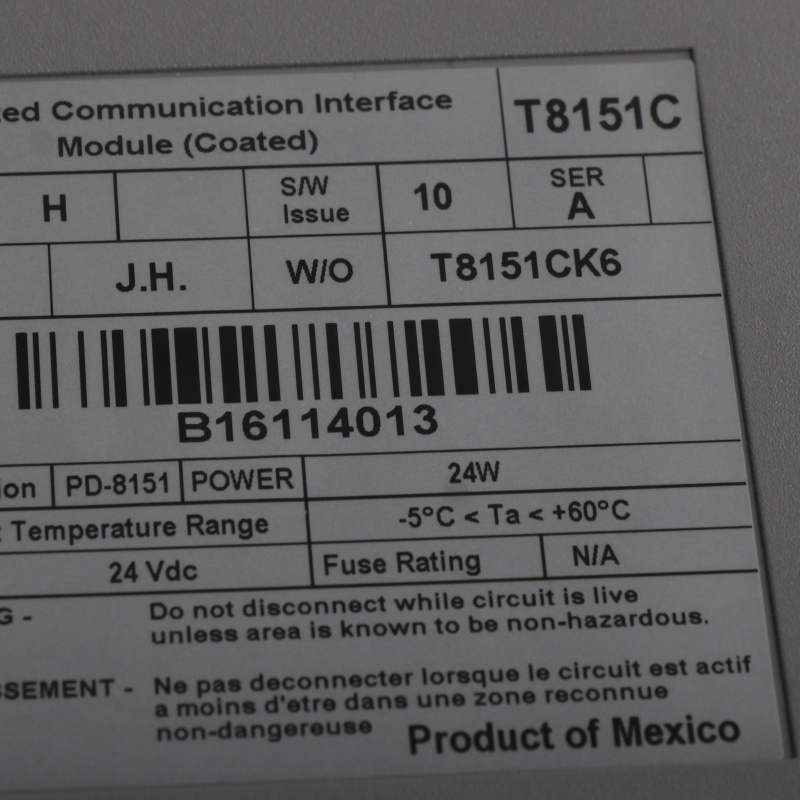 ted Communication Interface
Module (Coated)
T8151C
H
S/W
Issue
10
SER
A
J.H.
W/O
T8151CK6
B16114013
ion
PD-8151
POWER
24W
Temperature Range
-5°C < Ta < +60°C
24 Vdc
Fuse Rating
N/A
G - Do not disconnect while circuit is live
unless area is known to be non-hazardous.
SSEMENT - Ne pas deconnecter lorsque le circuit est actif
a moins d'etre dans une zone reconnue
non-dangereuse
Product of Mexico